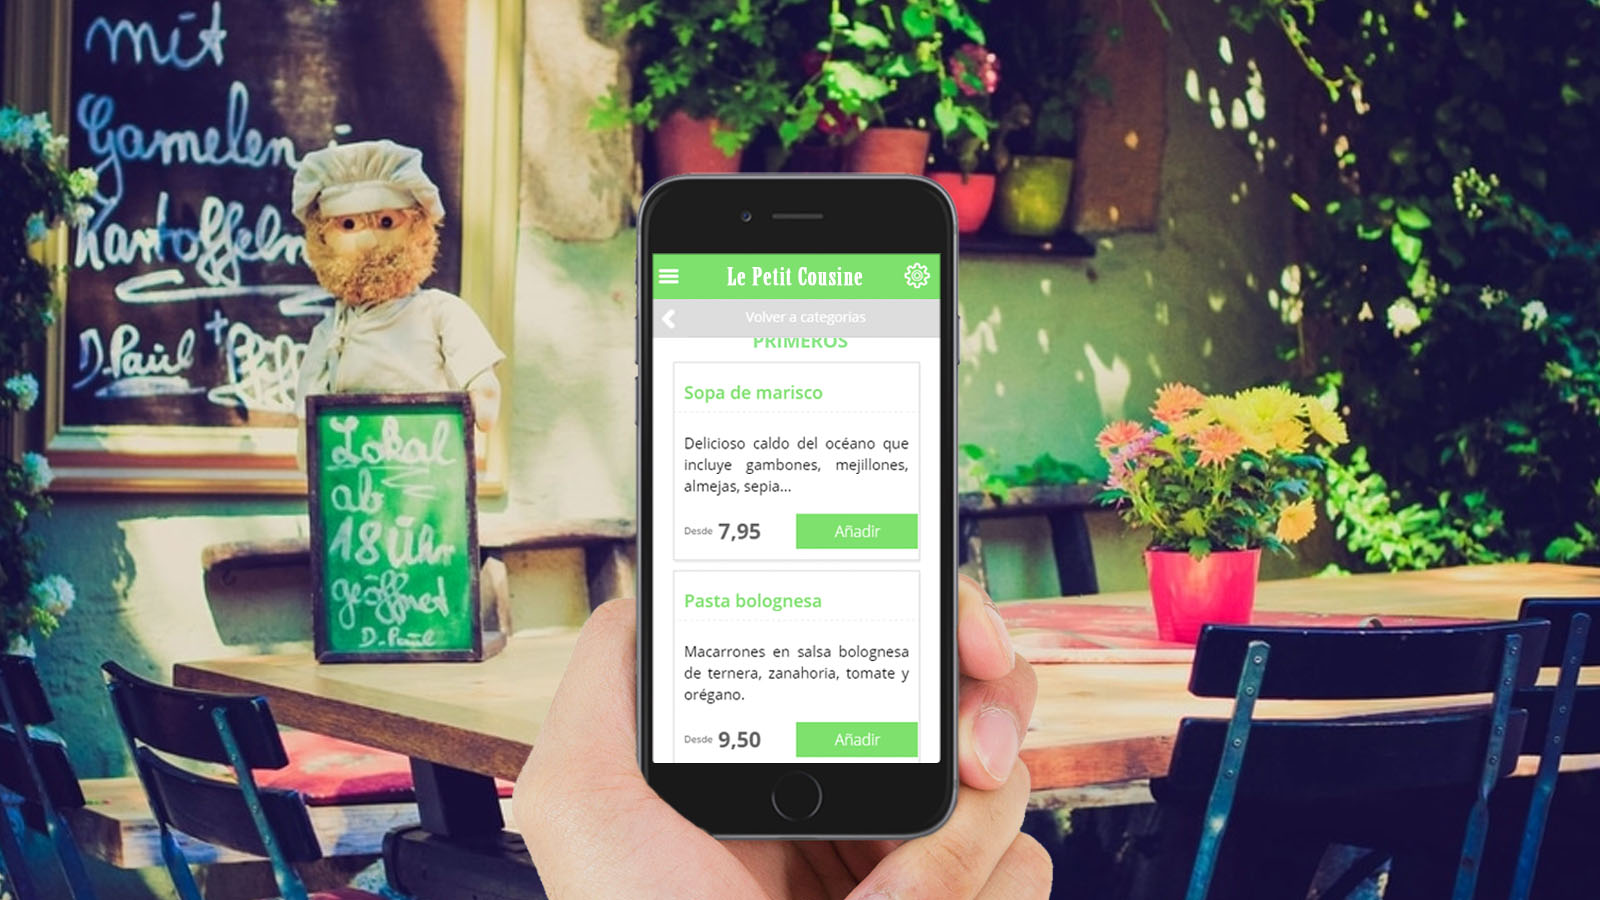 mit
Gamelen
Kartoffeln
D.Paul +
Lokal
ab
18 Uhr
geöffnet
D.Paul
Le Petit Cousine
Volver a categorias
PRIMEROS
Sopa de marisco
Delicioso caldo del océano que
incluye gambones, mejillones,
almejas, sepia...
Desde 7,95 Añadir
Pasta bolognesa
Macarrones en salsa bolognesa
de ternera, zanahoria, tomate y
orégano.
Desde 9,50 Añadir